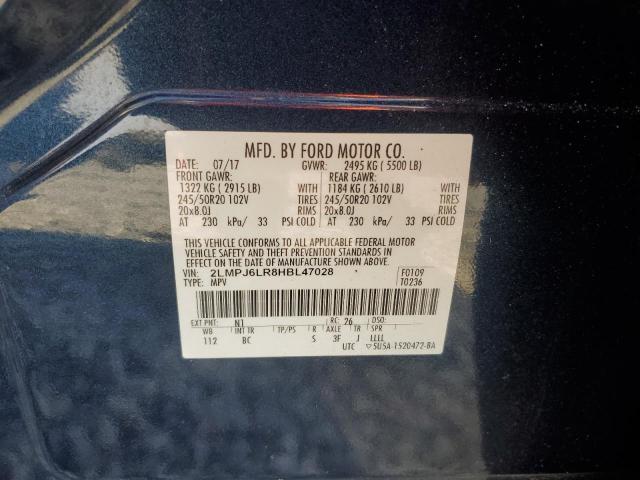 MFD. BY FORD MOTOR CO.
DATE: 07/17 GVWR: 2495 KG ( 5500 LB)
FRONT GAWR: REAR GAWR:
1322 KG ( 2915 LB) WITH 1184 KG ( 2610 LB) WITH
245/50R20 102V TIRES 245/50R20 102V TIRES
20x8.0J RIMS 20x8.0J RIMS
AT 230 kPa/ 33 PSI COLD AT 230 kPa/ 33 PSI COLD
THIS VEHICLE CONFORMS TO ALL APPLICABLE FEDERAL MOTOR
VEHICLE SAFETY AND THEFT PREVENTION STANDARDS IN
EFFECT ON THE DATE OF MANUFACTURE SHOWN ABOVE.
VIN: 2LMPJ6LR8HBL47028 F0109
TYPE: MPV T0236
EXT PNT: N1 RC: 26 DSO:
WB INT TR TP/PS R AXLE TR SPR
112 BC S 3F J LLLL
UTC ▽5U5A-1520472-BA